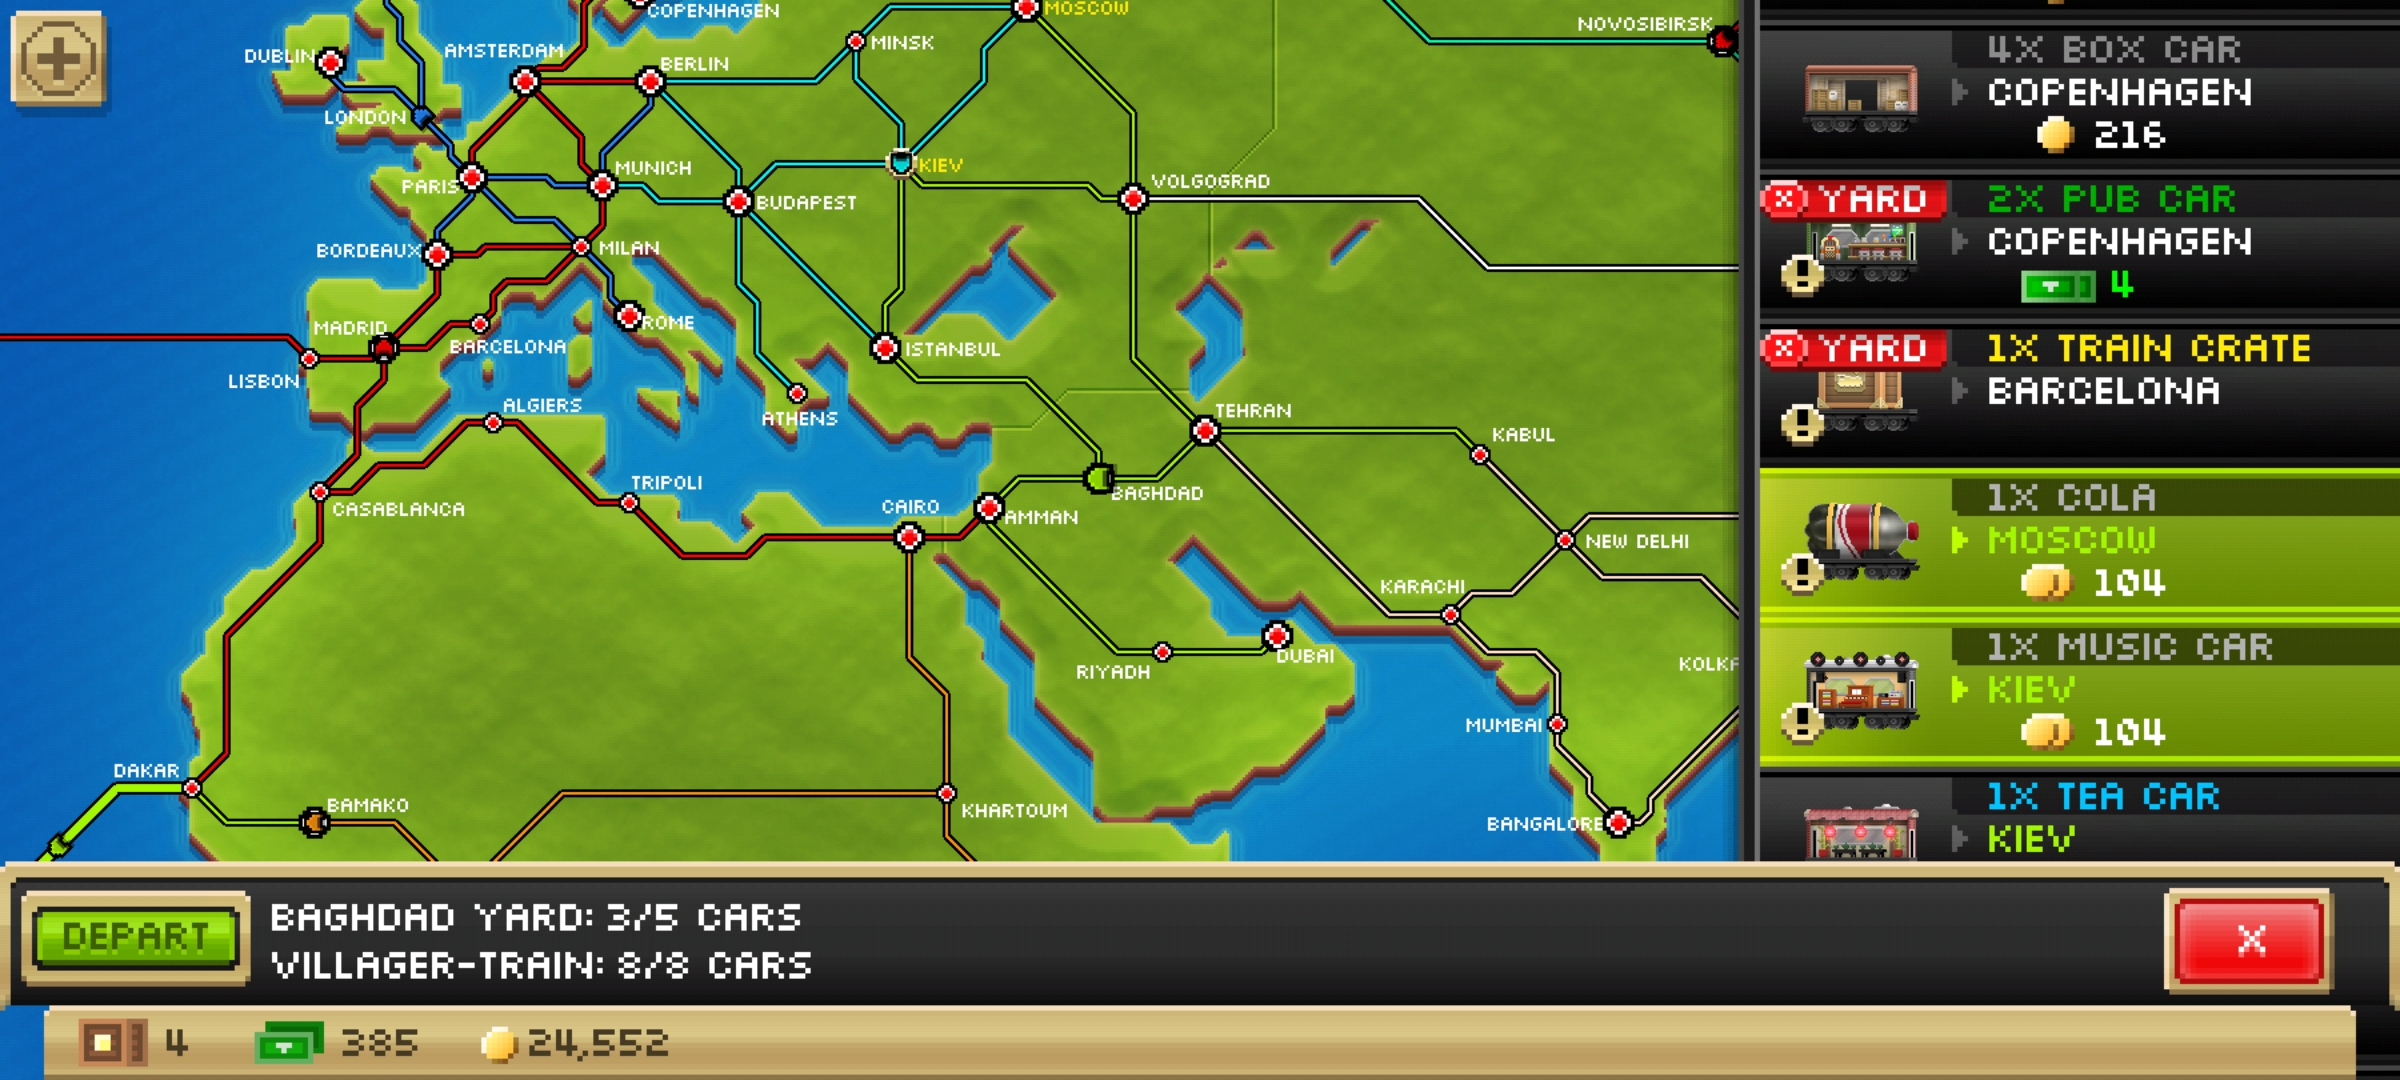 COPENHAGEN
MOSCOW
NOVOSIBIRSK
DUBLIN
AMSTERDAM
MINSK
BERLIN
LONDON
PARIS
MUNICH
KIEV
VOLGOGRAD
BUDAPEST
BORDEAUX
MILAN
MADRID
ROME
BARCELONA
ISTANBUL
LISBON
ALGIERS
ATHENS
TEHRAN
KABUL
CASABLANCA
TRIPOLI
CAIRO
AMMAN
BAGHDAD
NEW DELHI
KARACHI
RIYADH
DUBAI
KOLKA
MUMBAI
DAKAR
BAMAKO
KHARTOUM
BANGALORE
4X BOX CAR
COPENHAGEN
216
X YARD
2X PUB CAR
COPENHAGEN
4
X YARD
1X TRAIN CRATE
BARCELONA
1X COLA
MOSCOW
104
1X MUSIC CAR
KIEV
104
1X TEA CAR
KIEV
DEPART
BAGHDAD YARD: 3/5 CARS
VILLAGER-TRAIN: 8/8 CARS
X
4
385
24,552